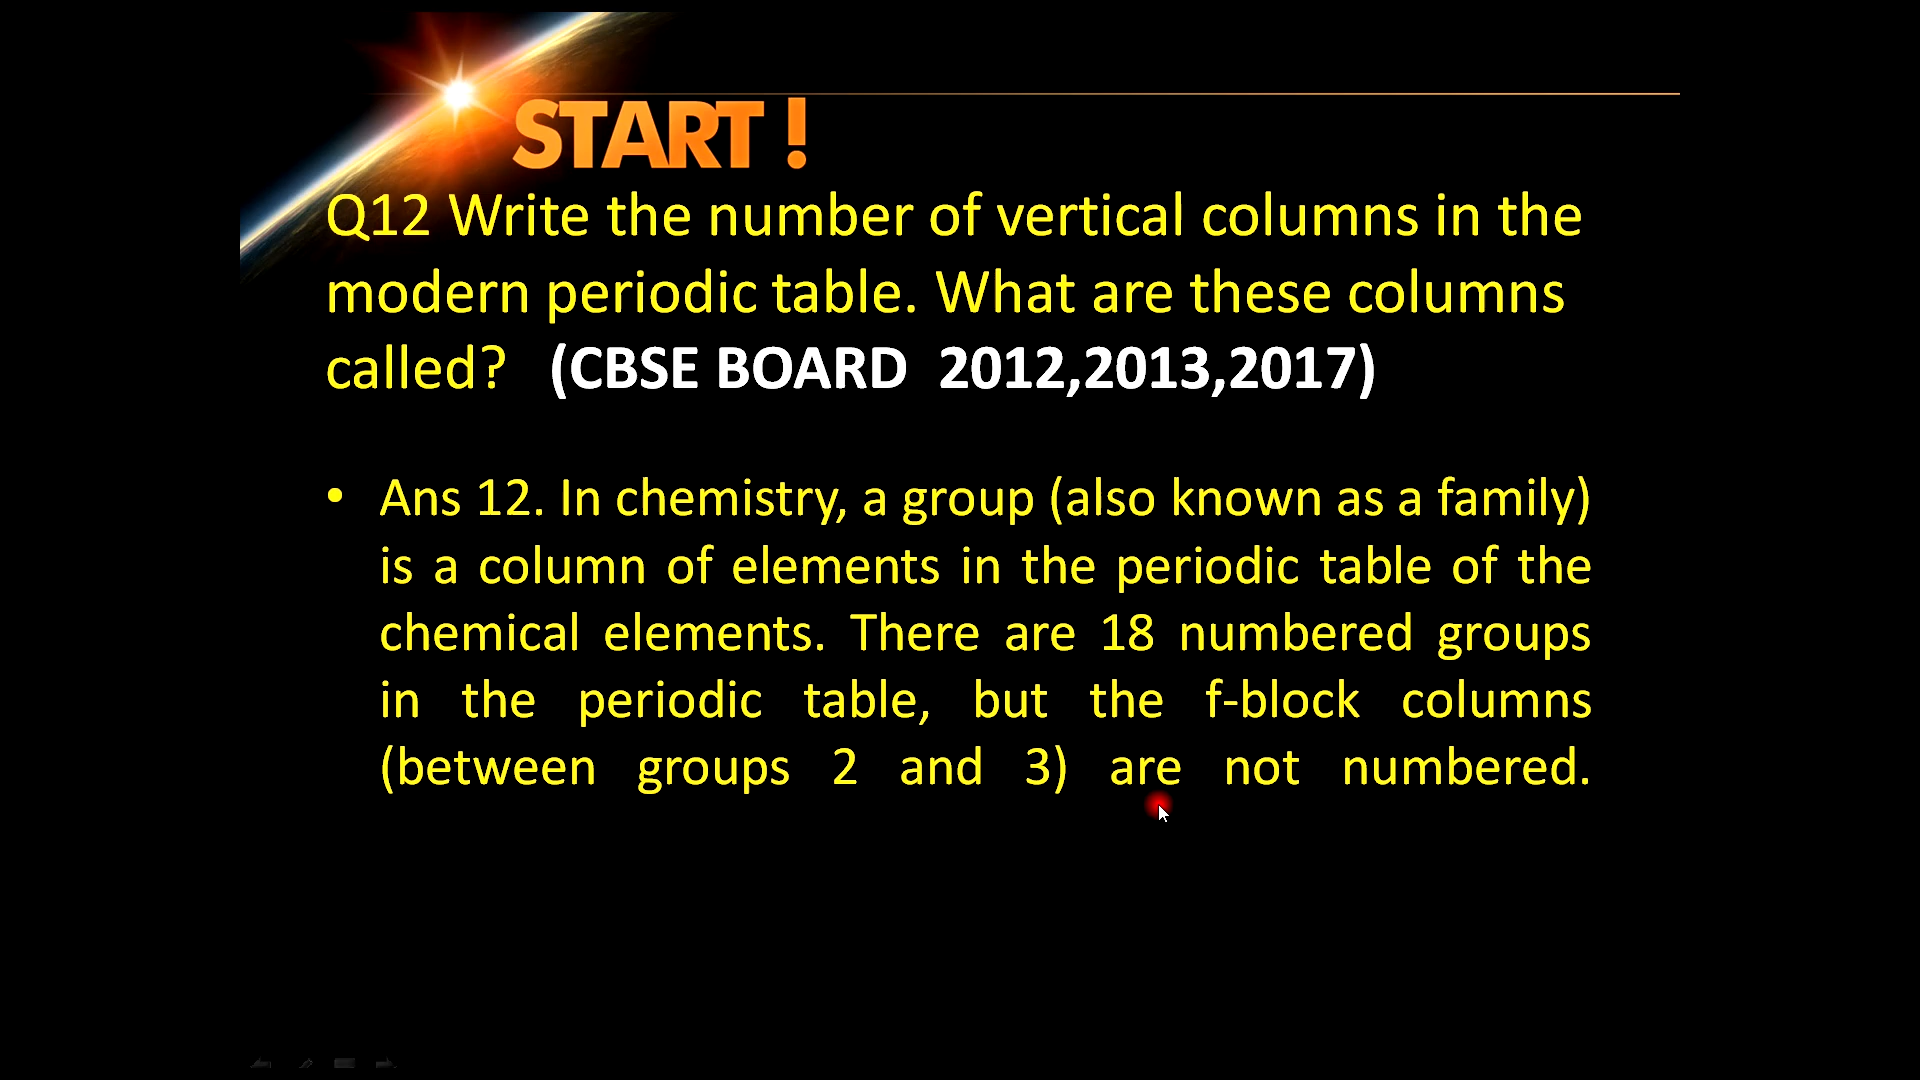 START !
Q12 Write the number of vertical columns in the
modern periodic table. What are these columns
called? (CBSE BOARD 2012,2013,2017)
• Ans 12. In chemistry, a group (also known as a family)
is a column of elements in the periodic table of the
chemical elements. There are 18 numbered groups
in the periodic table, but the f-block columns
(between groups 2 and 3) are not numbered.